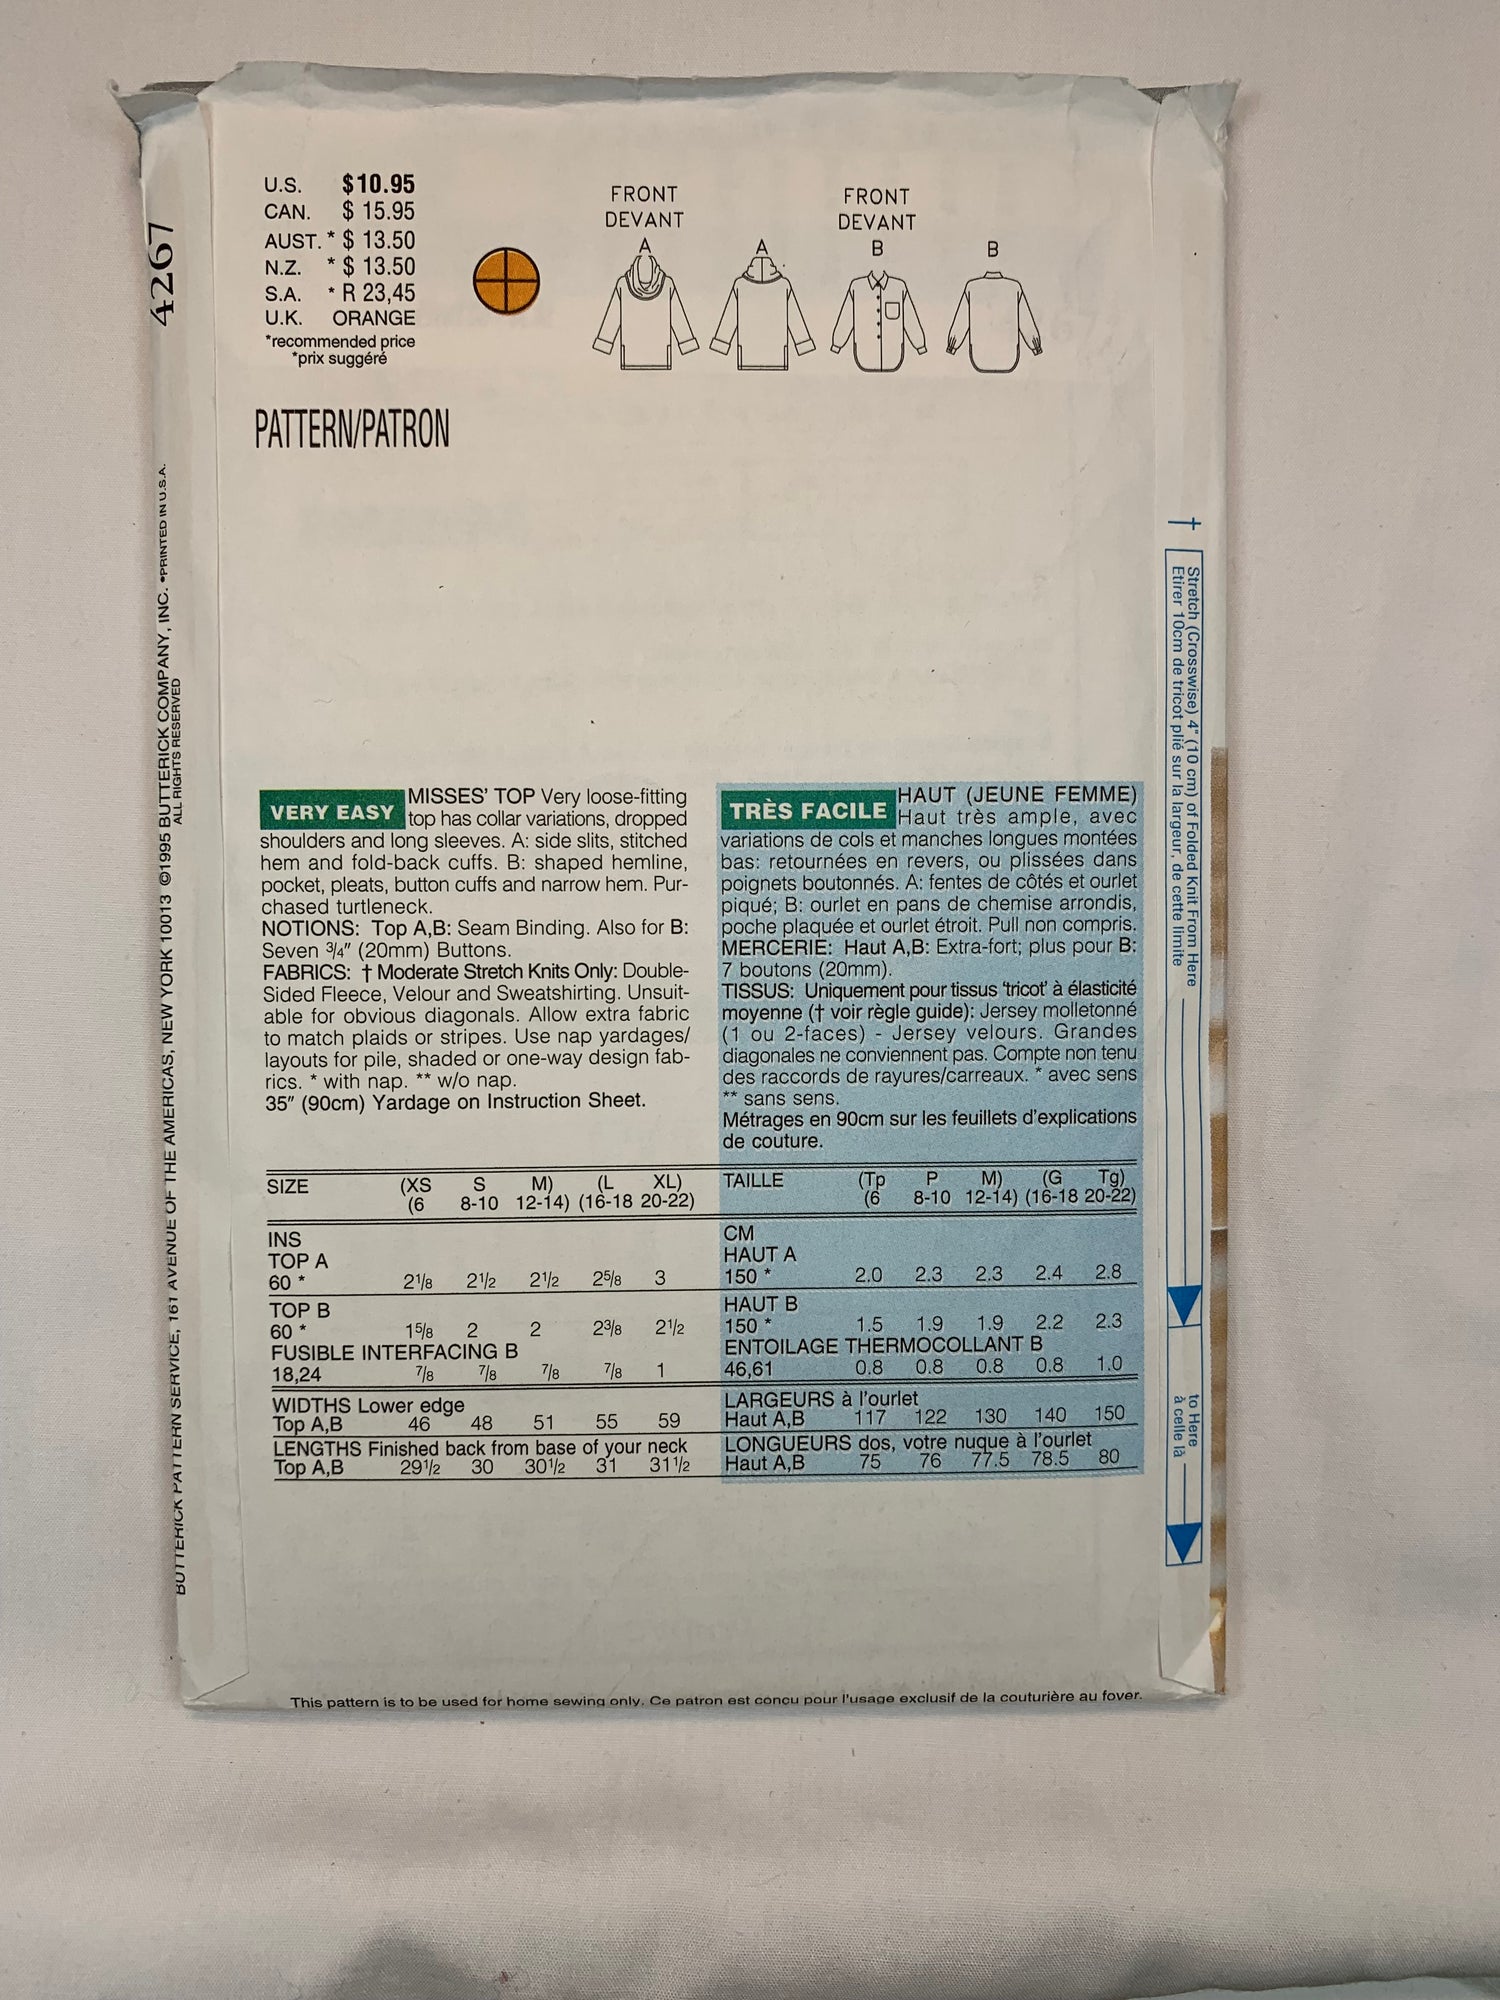 4267
BUTTERICK PATTERN SERVICE, 161 AVENUE OF THE AMERICAS, NEW YORK 10013 ©1995 BUTTERICK COMPANY, INC. •PRINTED IN U.S.A.
ALL RIGHTS RESERVED
U.S. $10.95
CAN. $ 15.95
AUST. * $ 13.50
N.Z. * $ 13.50
S.A. * R 23,45
U.K. ORANGE
*recommended price
*prix suggéré
FRONT
DEVANT
A
A
FRONT
DEVANT
B
B
PATTERN/PATRON
VERY EASY
MISSES' TOP Very loose-fitting
top has collar variations, dropped
shoulders and long sleeves. A: side slits, stitched
hem and fold-back cuffs. B: shaped hemline,
pocket, pleats, button cuffs and narrow hem. Pur-
chased turtleneck.
NOTIONS: Top A,B: Seam Binding. Also for B:
Seven 3/4" (20mm) Buttons.
FABRICS: † Moderate Stretch Knits Only: Double-
Sided Fleece, Velour and Sweatshirting. Unsuit-
able for obvious diagonals. Allow extra fabric
to match plaids or stripes. Use nap yardages/
layouts for pile, shaded or one-way design fab-
rics. * with nap. ** w/o nap.
35" (90cm) Yardage on Instruction Sheet.
TRÈS FACILE
HAUT (JEUNE FEMME)
Haut très ample, avec
variations de cols et manches longues montées
bas: retournées en revers, ou plissées dans
poignets boutonnés. A: fentes de côtés et ourlet
piqué; B: ourlet en pans de chemise arrondis,
poche plaquée et ourlet étroit. Pull non compris.
MERCERIE: Haut A,B: Extra-fort; plus pour B:
7 boutons (20mm).
TISSUS: Uniquement pour tissus 'tricot' à élasticité
moyenne († voir règle guide): Jersey molletonné
(1 ou 2-faces) - Jersey velours. Grandes
diagonales ne conviennent pas. Compte non tenu
des raccords de rayures/carreaux. * avec sens
** sans sens.
Métrages en 90cm sur les feuillets d'explications
de couture.
SIZE (XS S M) (L XL)
(6 8-10 12-14) (16-18 20-22)
INS
TOP A
60 * 2 1/8 2 1/2 2 1/2 2 5/8 3
TOP B
60 * 1 5/8 2 2 2 3/8 2 1/2
FUSIBLE INTERFACING B
18,24 7/8 7/8 7/8 7/8 1
WIDTHS Lower edge
Top A,B 46 48 51 55 59
LENGTHS Finished back from base of your neck
Top A,B 29 1/2 30 30 1/2 31 31 1/2
TAILLE (Tp P M) (G Tg)
(6 8-10 12-14) (16-18 20-22)
CM
HAUT A
150 * 2.0 2.3 2.3 2.4 2.8
HAUT B
150 * 1.5 1.9 1.9 2.2 2.3
ENTOILAGE THERMOCOLLANT B
46,61 0.8 0.8 0.8 0.8 1.0
LARGEURS à l'ourlet
Haut A,B 117 122 130 140 150
LONGUEURS dos, votre nuque à l'ourlet
Haut A,B 75 76 77.5 78.5 80
†
Stretch (Crosswise) 4" (10 cm) of Folded Knit From Here
Etirer 10cm de tricot plié sur la largeur, de cette limite
to Here
à celle là
This pattern is to be used for home sewing only. Ce patron est conçu pour l'usage exclusif de la couturière au foyer.